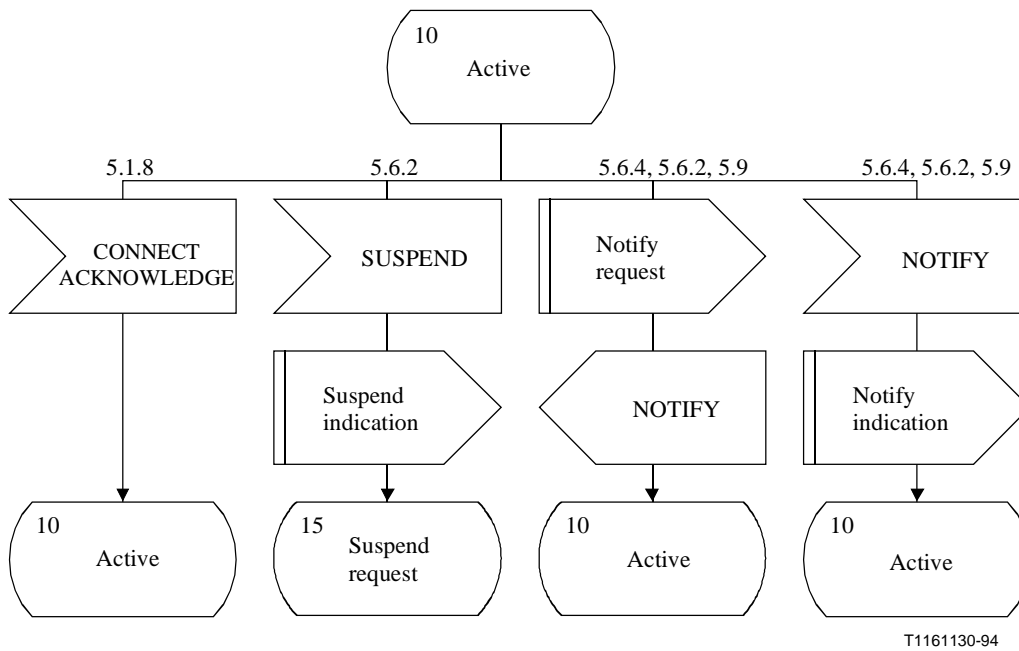 10
Active
5.1.8
5.6.2
5.6.4, 5.6.2, 5.9
5.6.4, 5.6.2, 5.9
CONNECT
ACKNOWLEDGE
SUSPEND
Notify
request
NOTIFY
Suspend
indication
NOTIFY
Notify
indication
10
Active
15
Suspend
request
10
Active
10
Active
T1161130-94